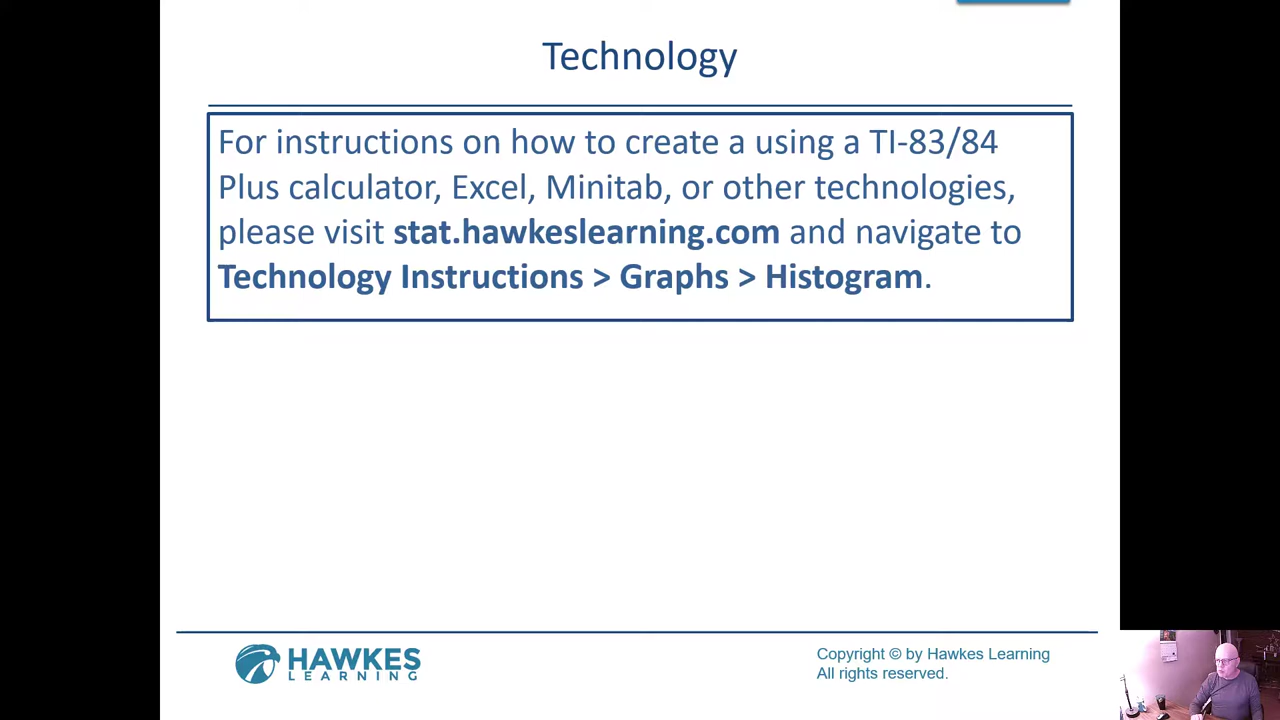 Technology
For instructions on how to create a using a TI-83/84
Plus calculator, Excel, Minitab, or other technologies,
please visit stat.hawkeslearning.com and navigate to
Technology Instructions > Graphs > Histogram.
HAWKES
LEARNING
Copyright © by Hawkes Learning
All rights reserved.